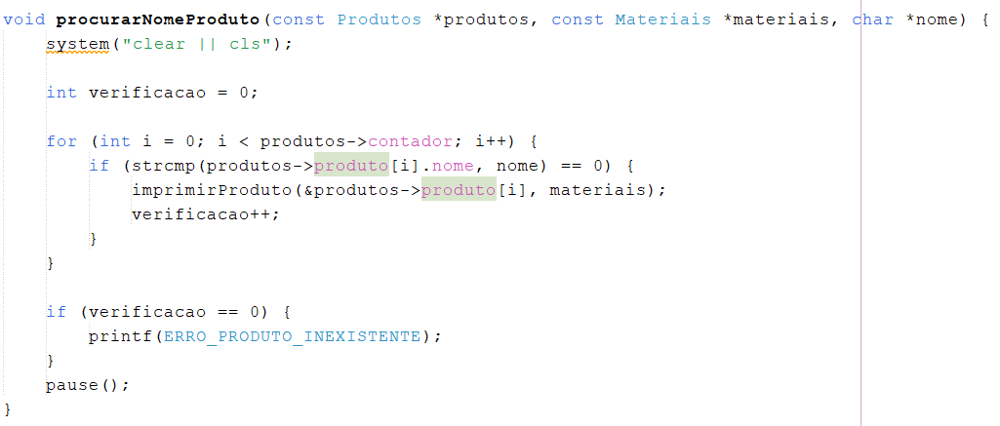 void procurarNomeProduto(const Produtos *produtos, const Materiais *materiais, char *nome) {
    system("clear || cls");

    int verificacao = 0;

    for (int i = 0; i < produtos->contador; i++) {
        if (strcmp(produtos->produto[i].nome, nome) == 0) {
            imprimirProduto(&produtos->produto[i], materiais);
            verificacao++;
        }
    }

    if (verificacao == 0) {
        printf(ERRO_PRODUTO_INEXISTENTE);
    }
    pause();
}